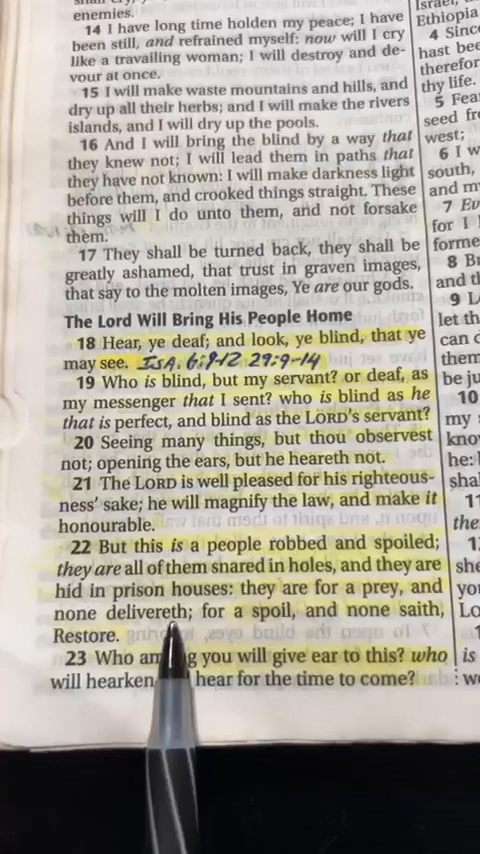 enemies.
14 I have long time holden my peace; I have
been still, and refrained myself: now will I cry
like a travailing woman; I will destroy and de-
vour at once.
15 I will make waste mountains and hills, and
dry up all their herbs; and I will make the rivers
islands, and I will dry up the pools.
16 And I will bring the blind by a way that
they knew not; I will lead them in paths that
they have not known: I will make darkness light
before them, and crooked things straight. These
things will I do unto them, and not forsake
them.
17 They shall be turned back, they shall be
greatly ashamed, that trust in graven images,
that say to the molten images, Ye are our gods.
The Lord Will Bring His People Home
18 Hear, ye deaf; and look, ye blind, that ye
may see. ISA. 6:9-12 29:9-14
19 Who is blind, but my servant? or deaf, as
my messenger that I sent? who is blind as he
that is perfect, and blind as the LORD'S servant?
20 Seeing many things, but thou observest
not; opening the ears, but he heareth not.
21 The LORD is well pleased for his righteous-
ness' sake; he will magnify the law, and make it
honourable.
22 But this is a people robbed and spoiled;
they are all of them snared in holes, and they are
hid in prison houses: they are for a prey, and
none delivereth; for a spoil, and none saith,
Restore.
23 Who am g you will give ear to this? who
will hearken hear for the time to come?
Israel,
Ethiopia
4 Since
hast bee
therefor
thy life.
5 Fea
seed fr
west;
6 I w
south,
and m
7 Ev
for I
forme
8 Br
and t
9 L
let th
can
them
be ju
10
my
kno
he:
sha
1
the
1
she
yo
Lo
is
we